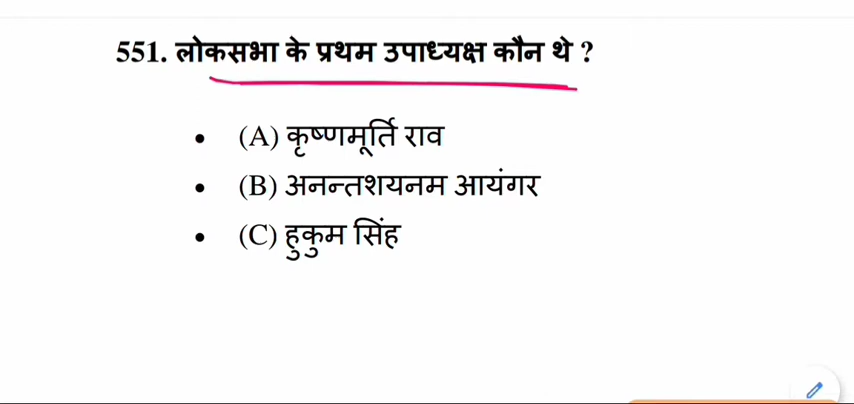 551. लोकसभा के प्रथम उपाध्यक्ष कौन थे ?
• (A) कृष्णमूर्ति राव
• (B) अनन्तशयनम आयंगर
• (C) हुकुम सिंह